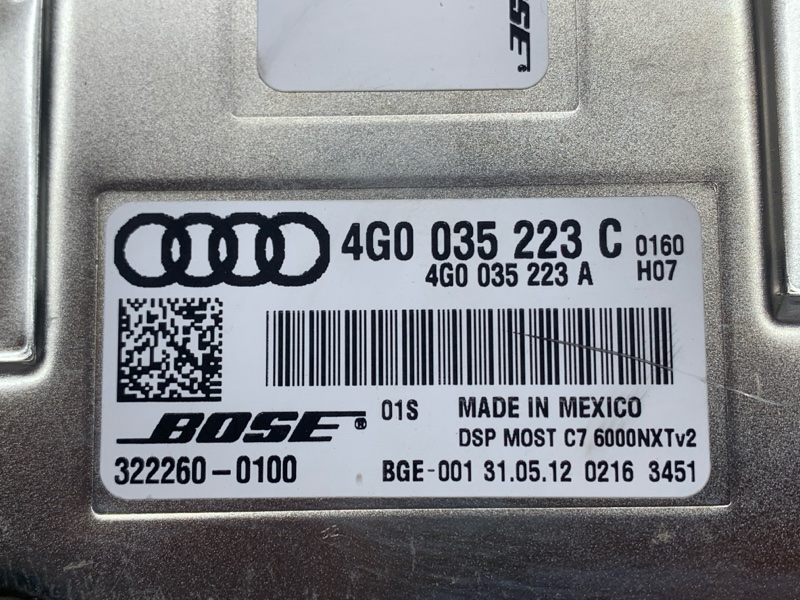 BOSE®
4G0 035 223 C 0160
4G0 035 223 A H07
BOSE® 01S MADE IN MEXICO
DSP MOST C7 6000NXTv2
322260-0100 BGE-001 31.05.12 0216 3451